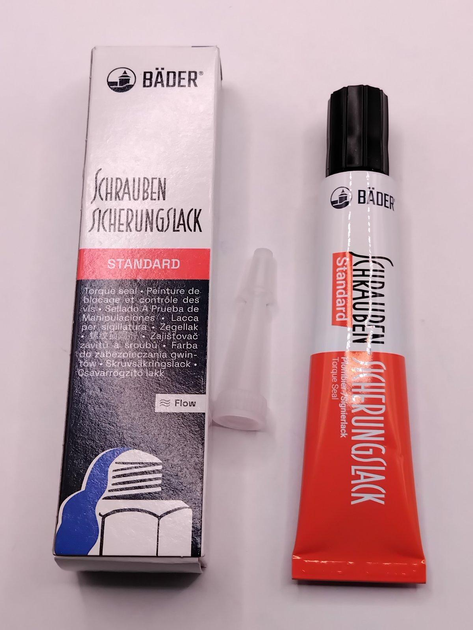 BÄDER®
SCHRAUBEN
SICHERUNGSLACK
STANDARD
Torque seal • Peinture de
blocage et contrôle des
vis • Sellado A Prueba de
Manipulaciones • Lacca
per sigillatura • Zegellak
• Zajišťovač
závitů a šroubů • Farba
do zabezpieczania gwin-
tów • Skruvsäkringslack •
Csavarrögzítő lakk
Flow
BÄDER
SCHRAUBEN SICHERUNGSLACK
Standard
Plombier-/Signierlack
Torque Seal